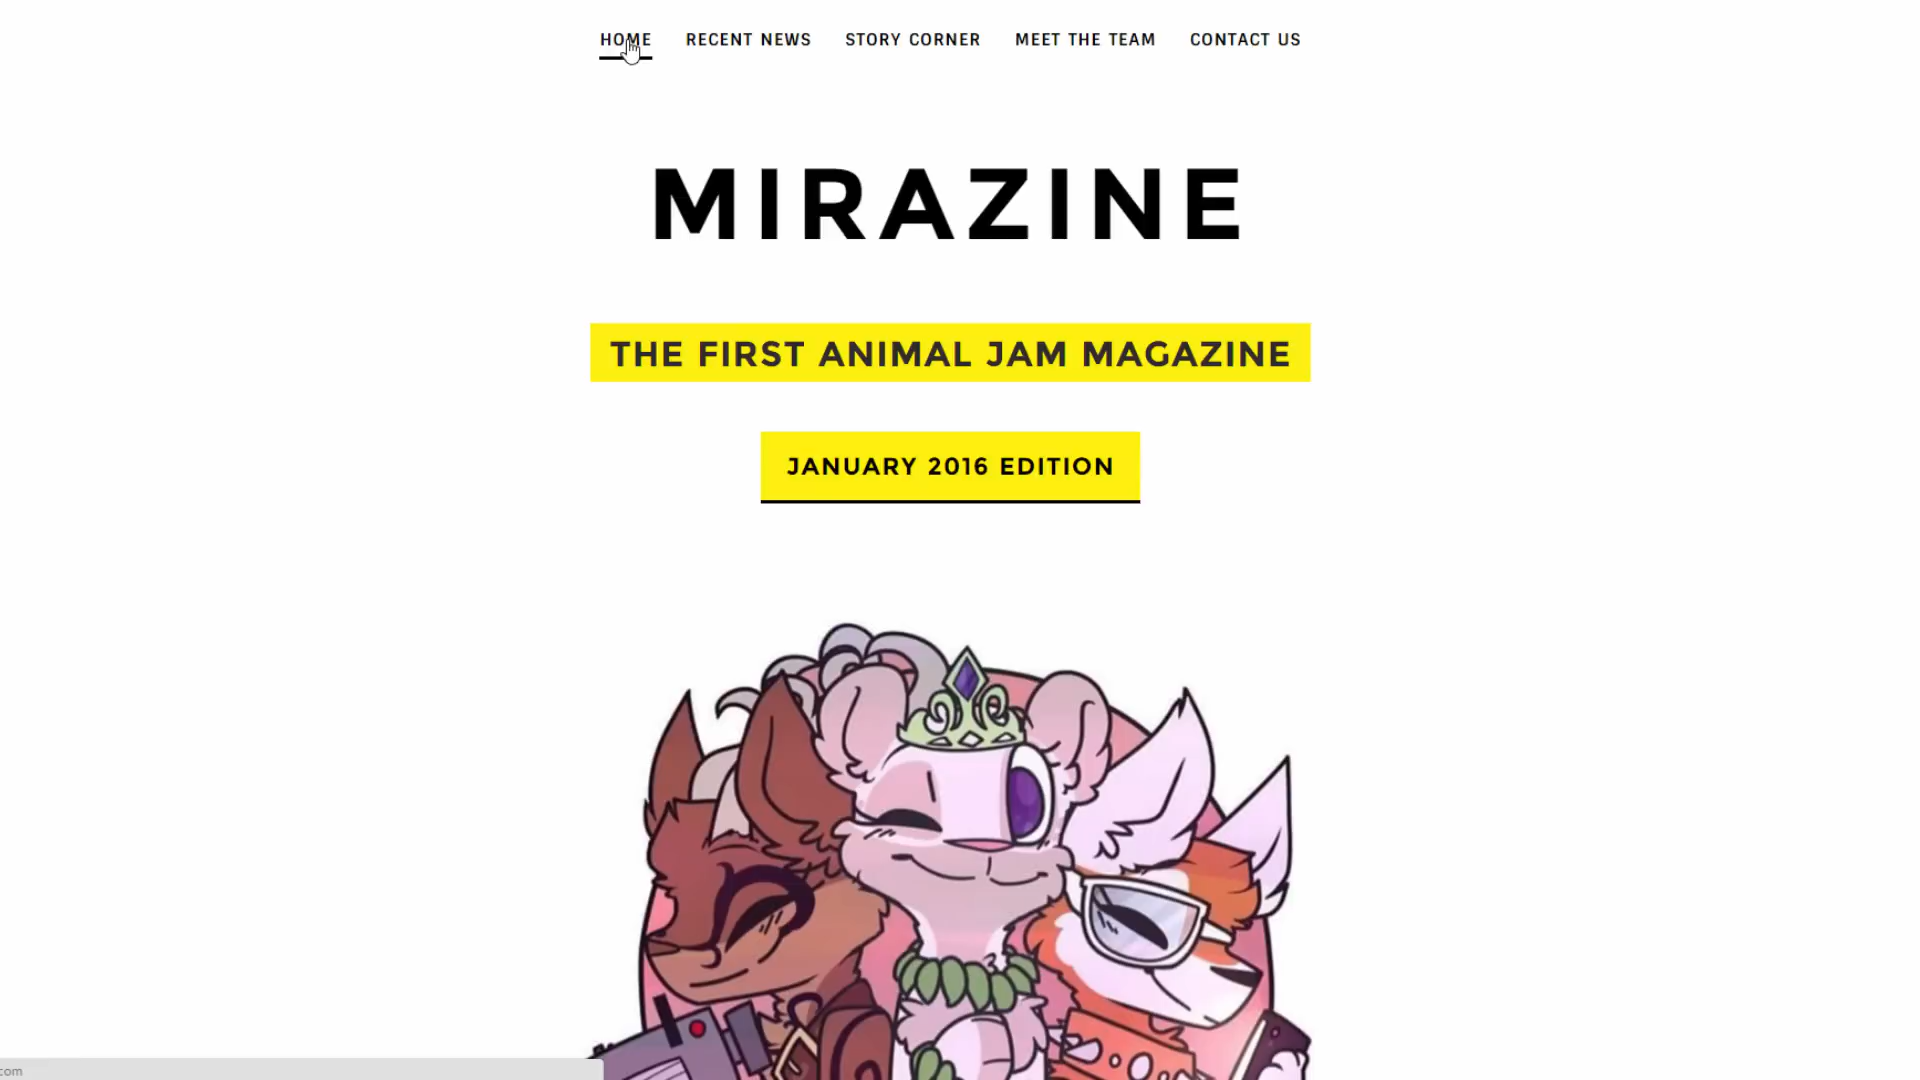 HOME RECENT NEWS STORY CORNER MEET THE TEAM CONTACT US
MIRAZINE
THE FIRST ANIMAL JAM MAGAZINE
JANUARY 2016 EDITION
com